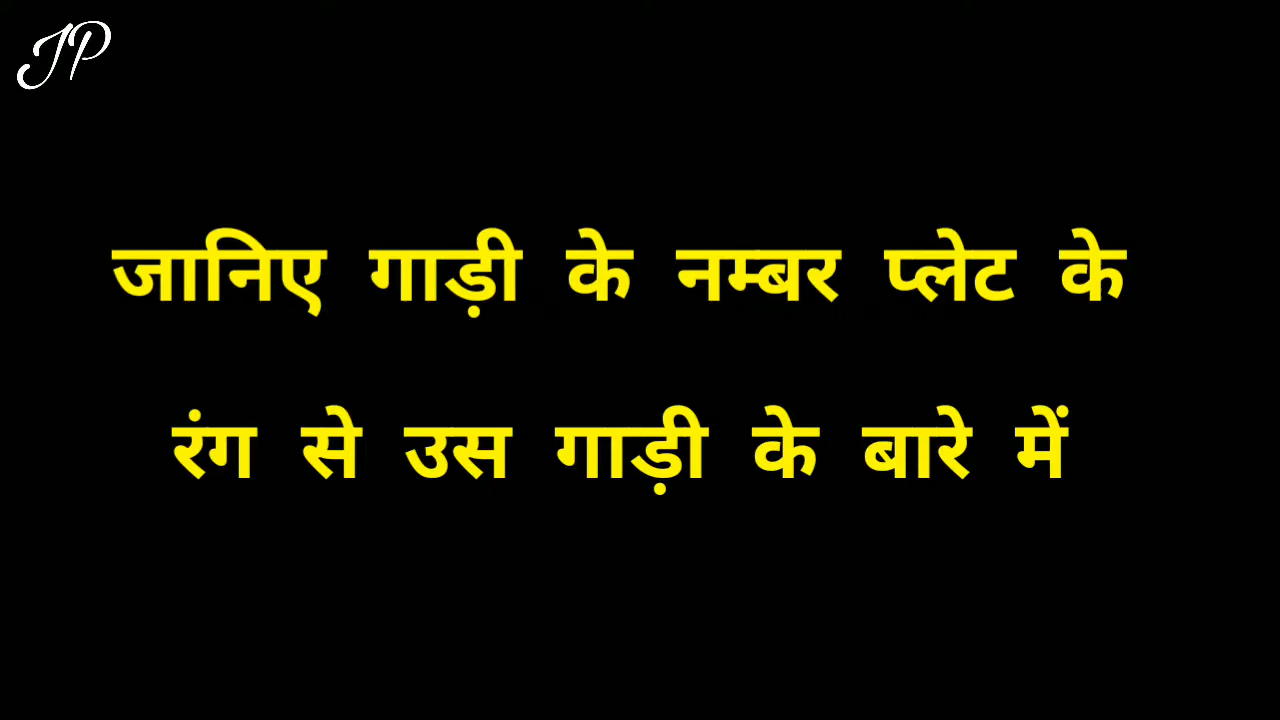 JP
जानिए गाड़ी के नम्बर प्लेट के
रंग से उस गाड़ी के बारे में